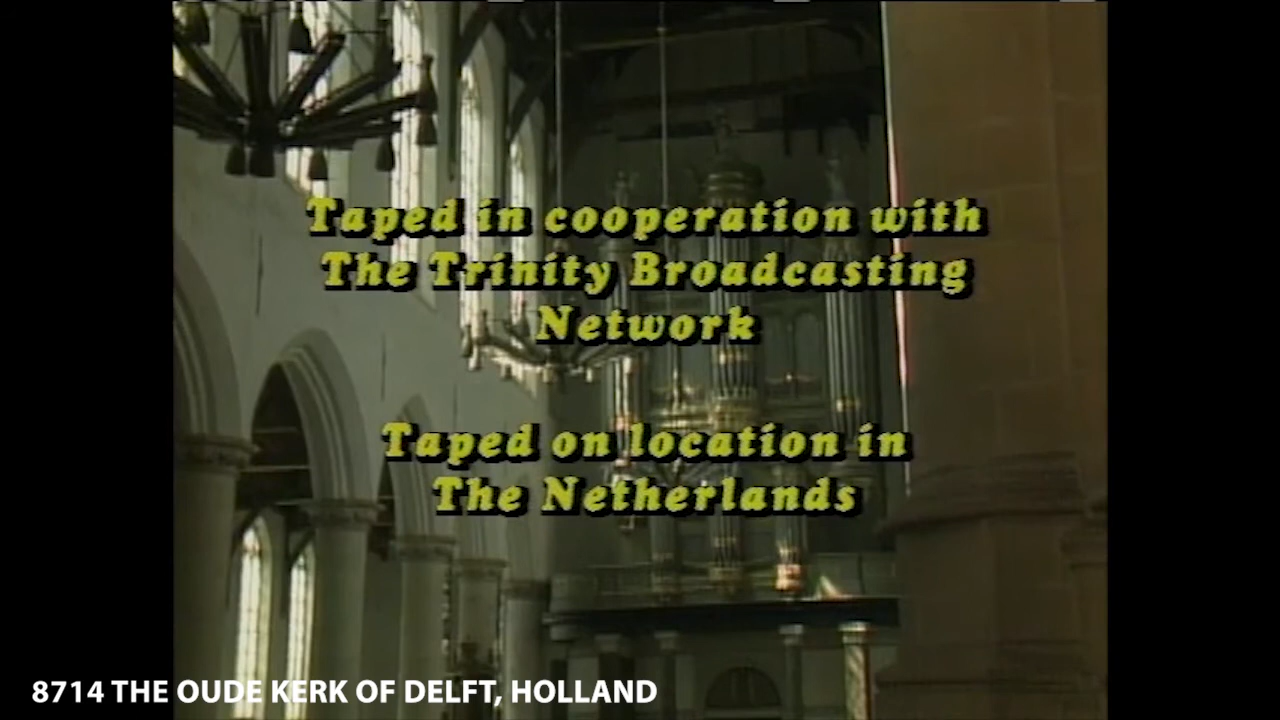 Taped in cooperation with
The Trinity Broadcasting
Network
Taped on location in
The Netherlands
8714 THE OUDE KERK OF DELFT, HOLLAND